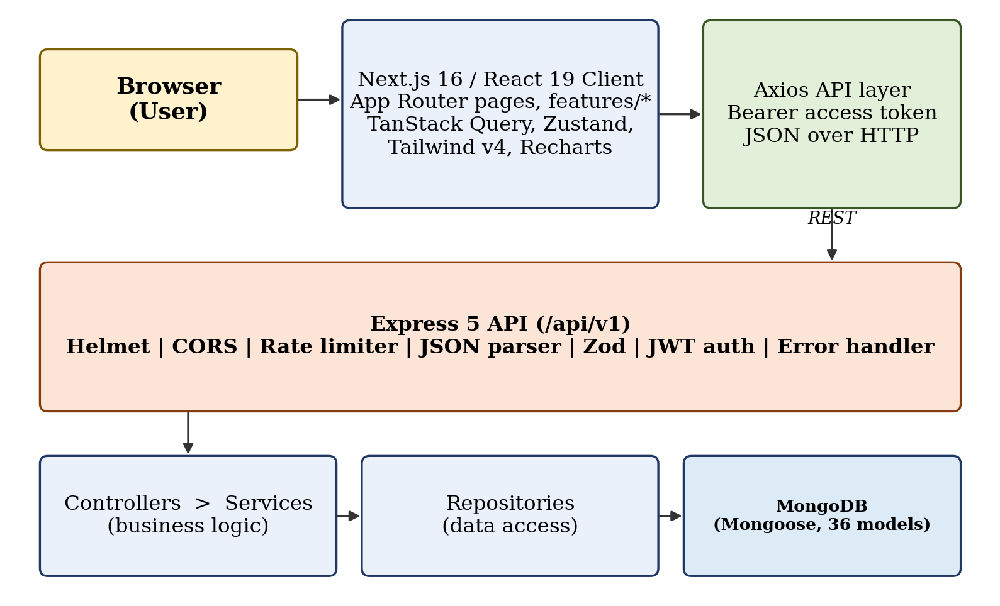 Browser
(User)
Next.js 16 / React 19 Client
App Router pages, features/*
TanStack Query, Zustand,
Tailwind v4, Recharts
Axios API layer
Bearer access token
JSON over HTTP
REST
Express 5 API (/api/v1)
Helmet | CORS | Rate limiter | JSON parser | Zod | JWT auth | Error handler
Controllers  >  Services
(business logic)
Repositories
(data access)
MongoDB
(Mongoose, 36 models)